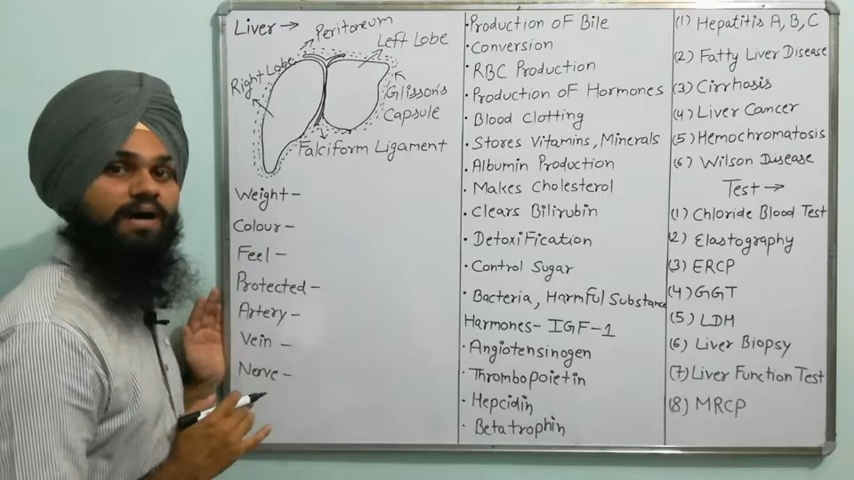 Liver →
Peritoneum
Left Lobe
Right Lobe
Glisson's
Capsule
Falciform Ligament
Weight -
Colour -
Feel -
Protected -
Artery -
Vein -
Nerve -
• Production of Bile
• Conversion
• RBC Production
• Production of Hormones
• Blood Clotting
• Stores Vitamins, Minerals
• Albumin Production
• Makes Cholesterol
• Clears Bilirubin
• Detoxification
• Control Sugar
• Bacteria, Harmful Substance
Harmones - IGF-1
• Angiotensinogen
• Thrombopoietin
• Hepcidin
• Betatrophin
(1) Hepatitis A, B, C
(2) Fatty Liver Disease
(3) Cirrhosis
(4) Liver Cancer
(5) Hemochromatosis
(6) Wilson Disease
Test →
(1) Chloride Blood Test
(2) Elastography
(3) ERCP
(4) GGT
(5) LDM
(6) Liver Biopsy
(7) Liver Function Test
(8) MRCP